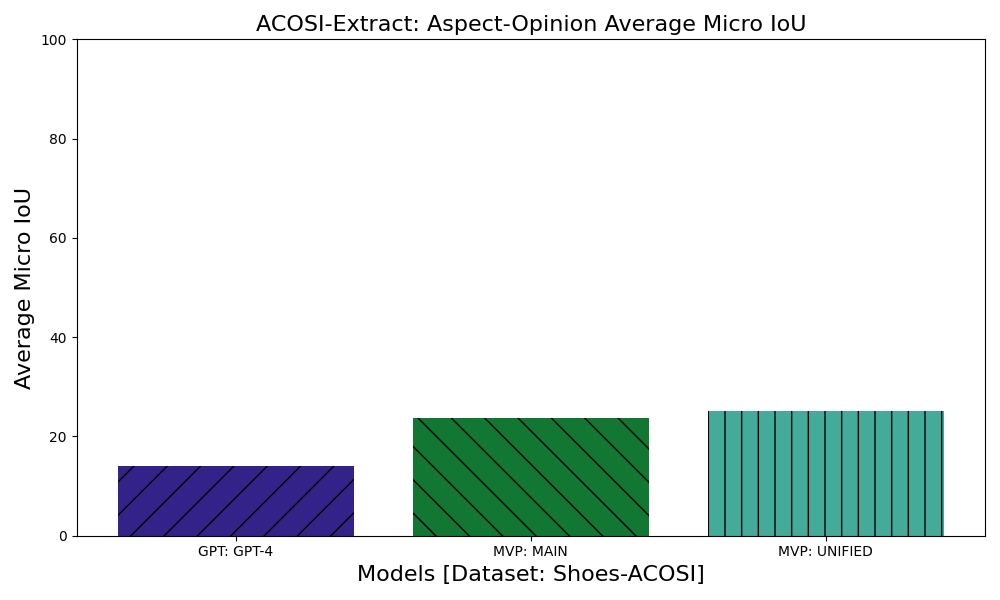 ACOSI-Extract: Aspect-Opinion Average Micro IoU
100
80
60
40
20
0
Average Micro IoU
GPT: GPT-4
MVP: MAIN
MVP: UNIFIED
Models [Dataset: Shoes-ACOSI]